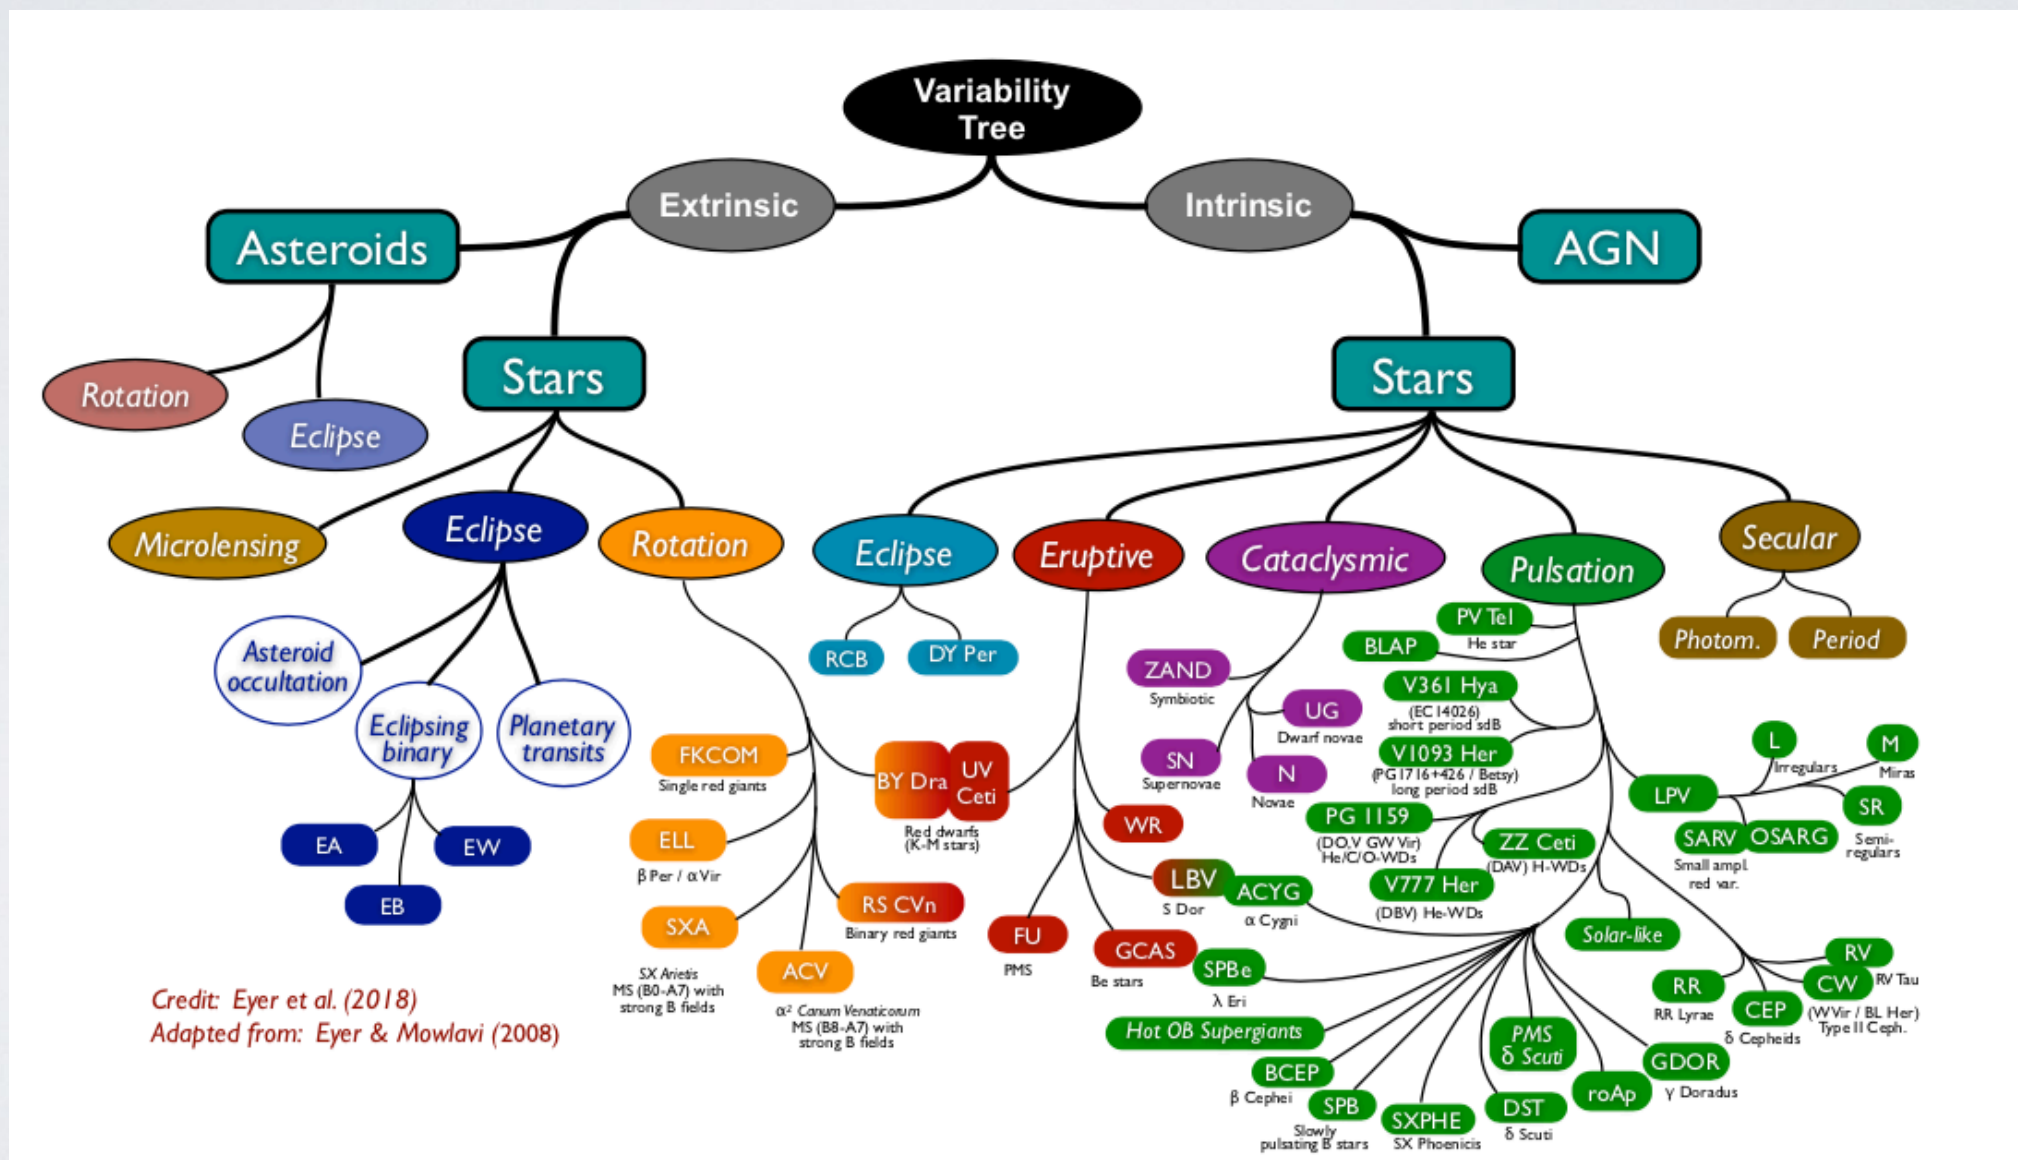 Variability
Tree
Extrinsic
Intrinsic
Asteroids
AGN
Stars
Stars
Rotation
Eclipse
Microlensing
Eclipse
Rotation
Eclipse
Eruptive
Cataclysmic
Pulsation
Secular
Asteroid
occultation
Eclipsing
binary
Planetary
transits
EA
EW
EB
FKCOM
Single red giants
ELL
β Per / α Vir
SXA
SX Arietis
MS (B0-A7) with
strong B fields
ACV
α² Canum Venaticorum
MS (B8-A7) with
strong B fields
BY Dra
UV
Ceti
Red dwarfs
(K-M stars)
RS CVn
Binary red giants
RCB
DY Per
WR
LBV
S Dor
FU
PMS
GCAS
Be stars
ZAND
Symbiotic
UG
Dwarf novae
SN
Supernovae
N
Novae
PV Tel
He star
BLAP
V361 Hya
(EC14026)
short period sdB
V1093 Her
(PG1716+426 / Betsy)
long period sdB
PG 1159
(DO,V GW Vir)
He/C/O-WDs
ZZ Ceti
(DAV) H-WDs
V777 Her
(DBV) He-WDs
ACYG
α Cygni
SPBe
λ Eri
Hot OB Supergiants
BCEP
β Cephei
SPB
Slowly
pulsating B stars
SXPHE
SX Phoenicis
DST
δ Scuti
PMS
δ Scuti
roAp
GDOR
γ Doradus
Solar-like
LPV
L
Irregulars
M
Miras
SR
Semi-
regulars
SARV
OSARG
Small ampl.
red var.
RR
RR Lyrae
CEP
δ Cepheids
RV
RV Tau
CW
(W Vir / BL Her)
Type II Ceph.
Photom.
Period
Credit: Eyer et al. (2018)
Adapted from: Eyer & Mowlavi (2008)